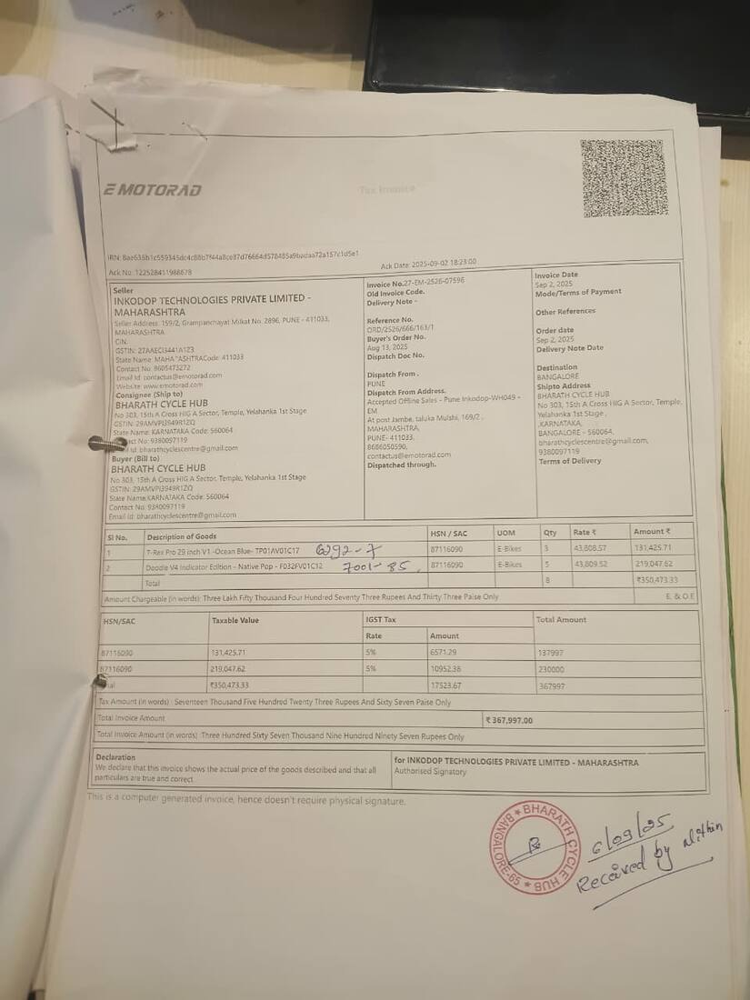 E MOTORAD
Tax Invoice
IRN: 8ae635b1c559345dc4c88b7f44a8ce87d76664d578485a9badaa72a157c1d5e1
Ack No: 122528411988678
Ack Date: 2025-09-02 18:23:00
Seller
INKODOP TECHNOLOGIES PRIVATE LIMITED -
MAHARASHTRA
Seller Address: 159/2, Grampanchayat Milkat No. 2896, PUNE - 411033,
MAHARASHTRA
CIN:
GSTIN: 27AAECI3441A1Z3
State Name: MAHA ASHTRACode: 411033
Contact No: 8605473272
Email Id: contactus@emotorad.com
Website: www.emotorad.com
Consignee (Ship to)
BHARATH CYCLE HUB
No 303, 15th A Cross HIG A Sector, Temple, Yelahanka 1st Stage
GSTIN: 29AMVPI3949R1ZQ
State Name: KARNATAKA Code: 560064
act No: 9380097119
Id: bharathcyclescentre@gmail.com
Buyer (Bill to)
BHARATH CYCLE HUB
No 303, 15th A Cross HIG A Sector, Temple, Yelahanka 1st Stage
GSTIN: 29AMVPI3949R1ZQ
State Name: KARNATAKA Code: 560064
Contact No: 9380097119
Email Id: bharathcyclescentre@gmail.com
Invoice No.27-EM-2526-07596
Old Invoice Code.
Delivery Note -
Reference No.
ORD/2526/666/163/1
Buyer's Order No.
Aug 13, 2025
Dispatch Doc No.
Dispatch From .
PUNE
Dispatch From Address.
Accepted Offline Sales - Pune Inkodop-WH049 -
EM
At post Jambe, taluka Mulshi, 169/2 ,
MAHARASHTRA,
PUNE- 411033,
8686050590,
contactus@emotorad.com
Dispatched through.
Invoice Date
Sep 2, 2025
Mode/Terms of Payment
Other References
Order date
Sep 2, 2025
Delivery Note Date
Destination
BANGALORE
Shipto Address
BHARATH CYCLE HUB
No 303, 15th A Cross HIG A Sector, Temple,
Yelahanka 1st Stage ,
,KARNATAKA,
BANGALORE - 560064,
bharathcyclescentre@gmail.com,
9380097119
Terms of Delivery
Sl No. Description of Goods HSN / SAC UOM Qty Rate ₹ Amount ₹
1 T-Rex Pro 29 inch V1 -Ocean Blue- TP01AV01C17 6292-7 87116090 E-Bikes 3 43,808.57 131,425.71
2 Doodle V4 Indicator Edition - Native Pop - F032FV01C12 7001-85 87116090 E-Bikes 5 43,809.52 219,047.62
Total 8 ₹350,473.33
Amount Chargeable (in words): Three Lakh Fifty Thousand Four Hundred Seventy Three Rupees And Thirty Three Paise Only E. & O.E
HSN/SAC Taxable Value IGST Tax Total Amount
Rate Amount
87116090 131,425.71 5% 6571.29 137997
87116090 219,047.62 5% 10952.38 230000
₹350,473.33 17523.67 367997
Tax Amount (in words) : Seventeen Thousand Five Hundred Twenty Three Rupees And Sixty Seven Paise Only
Total Invoice Amount ₹ 367,997.00
Total Invoice Amount (in words) : Three Hundred Sixty Seven Thousand Nine Hundred Ninety Seven Rupees Only
Declaration
We declare that this invoice shows the actual price of the goods described and that all
particulars are true and correct.
for INKODOP TECHNOLOGIES PRIVATE LIMITED - MAHARASHTRA
Authorised Signatory
This is a computer generated invoice, hence doesn't require physical signature.
BHARATH CYCLE HUB
BANGALORE-65
6/09/25
Received by Nithin